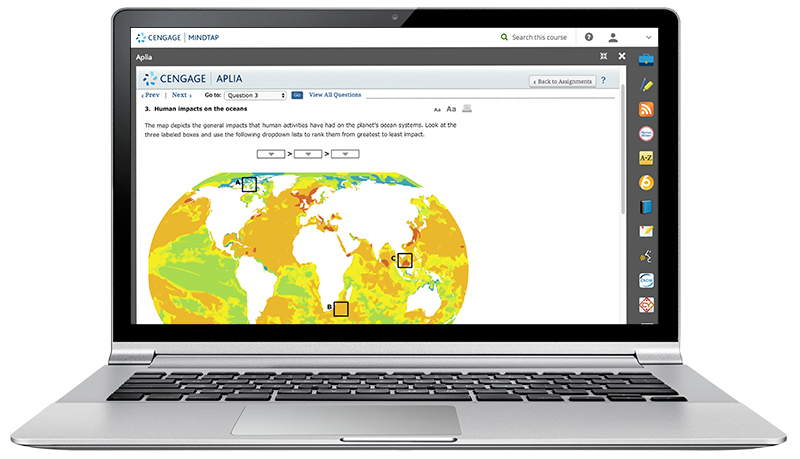 CENGAGE | MINDTAP
Search this course
?
Aplia
CENGAGE | APLIA
Back to Assignments
?
Prev | Next
Go to: Question 3
Go
View All Questions
3. Human impacts on the oceans
Aa Aa
The map depicts the general impacts that human activities have had on the planet's ocean systems. Look at the
three labeled boxes and use the following dropdown lists to rank them from greatest to least impact.
> >
A
C
B
A-Z